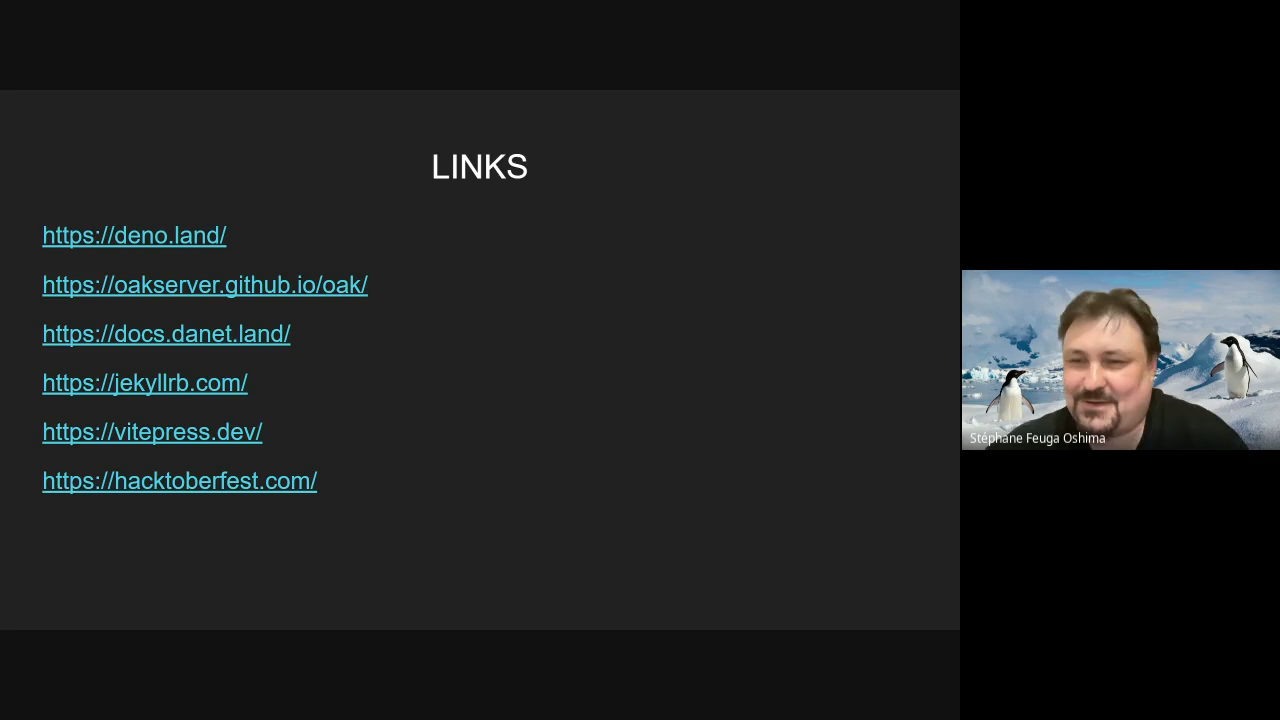 LINKS
https://deno.land/
https://oakserver.github.io/oak/
https://docs.danet.land/
https://jekyllrb.com/
https://vitepress.dev/
https://hacktoberfest.com/
Stéphane Feuga Oshima